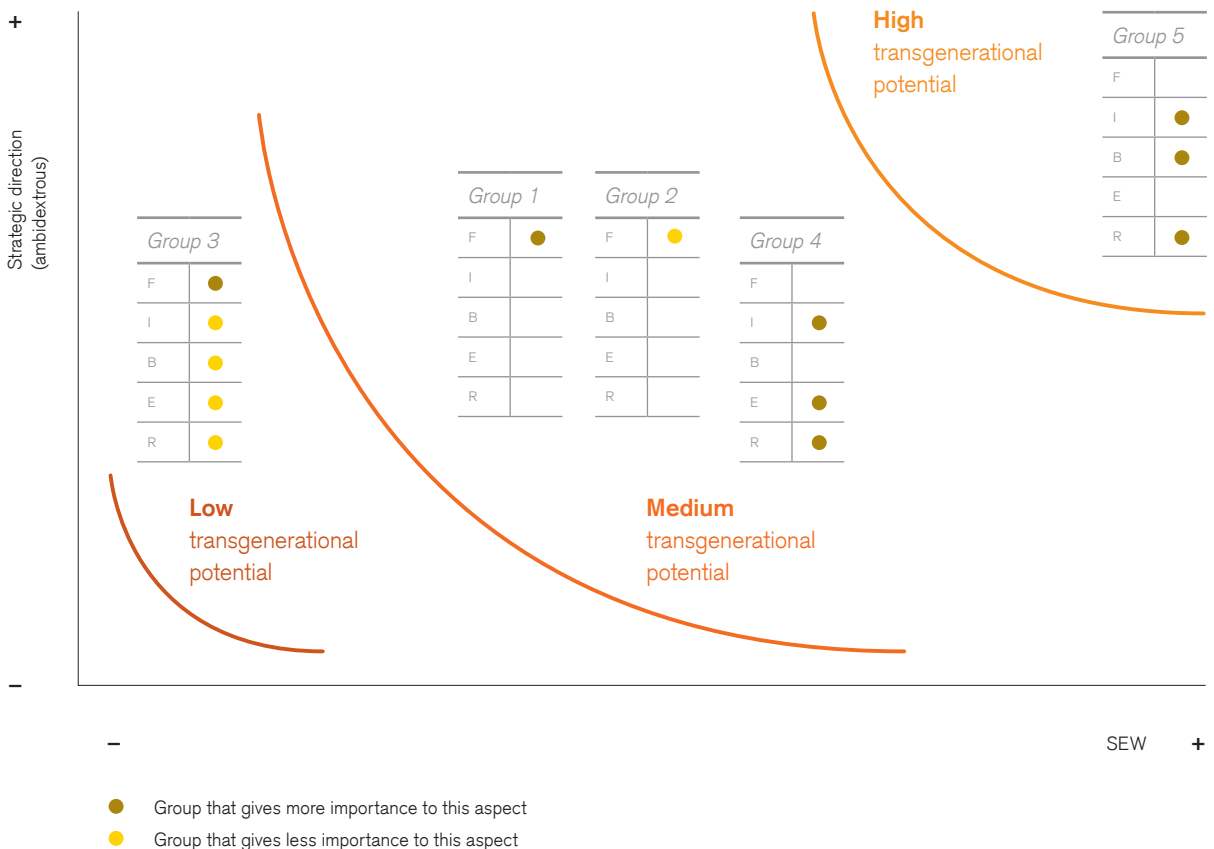 +
Strategic direction
(ambidextrous)
–
High
transgenerational
potential
Group 5
F
I
B
E
R
Group 1
F
I
B
E
R
Group 2
F
I
B
E
R
Group 3
F
I
B
E
R
Group 4
F
I
B
E
R
Low
transgenerational
potential
Medium
transgenerational
potential
–
SEW
+
Group that gives more importance to this aspect
Group that gives less importance to this aspect